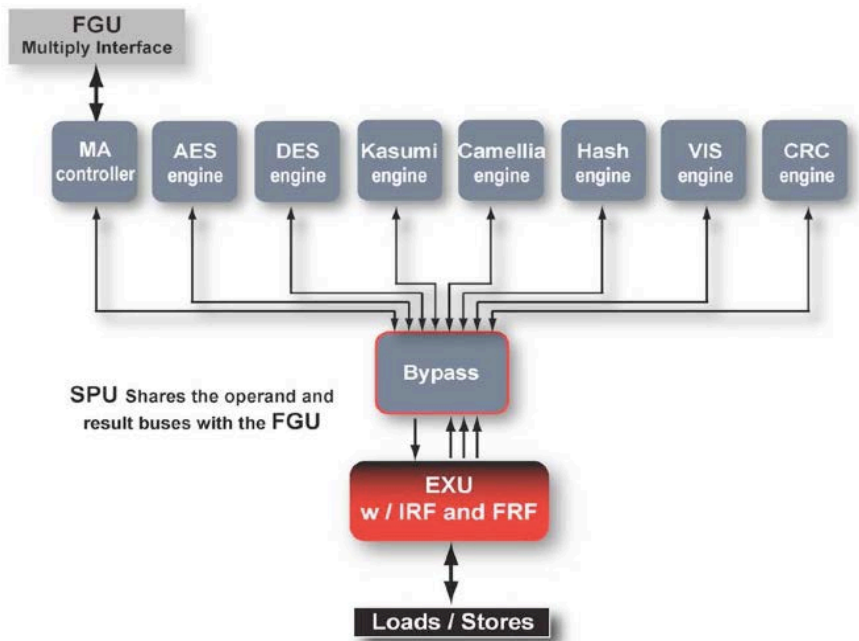 FGU
Multiply Interface
MA
controller
AES
engine
DES
engine
Kasumi
engine
Camellia
engine
Hash
engine
VIS
engine
CRC
engine
Bypass
SPU Shares the operand and
result buses with the FGU
EXU
w / IRF and FRF
Loads / Stores